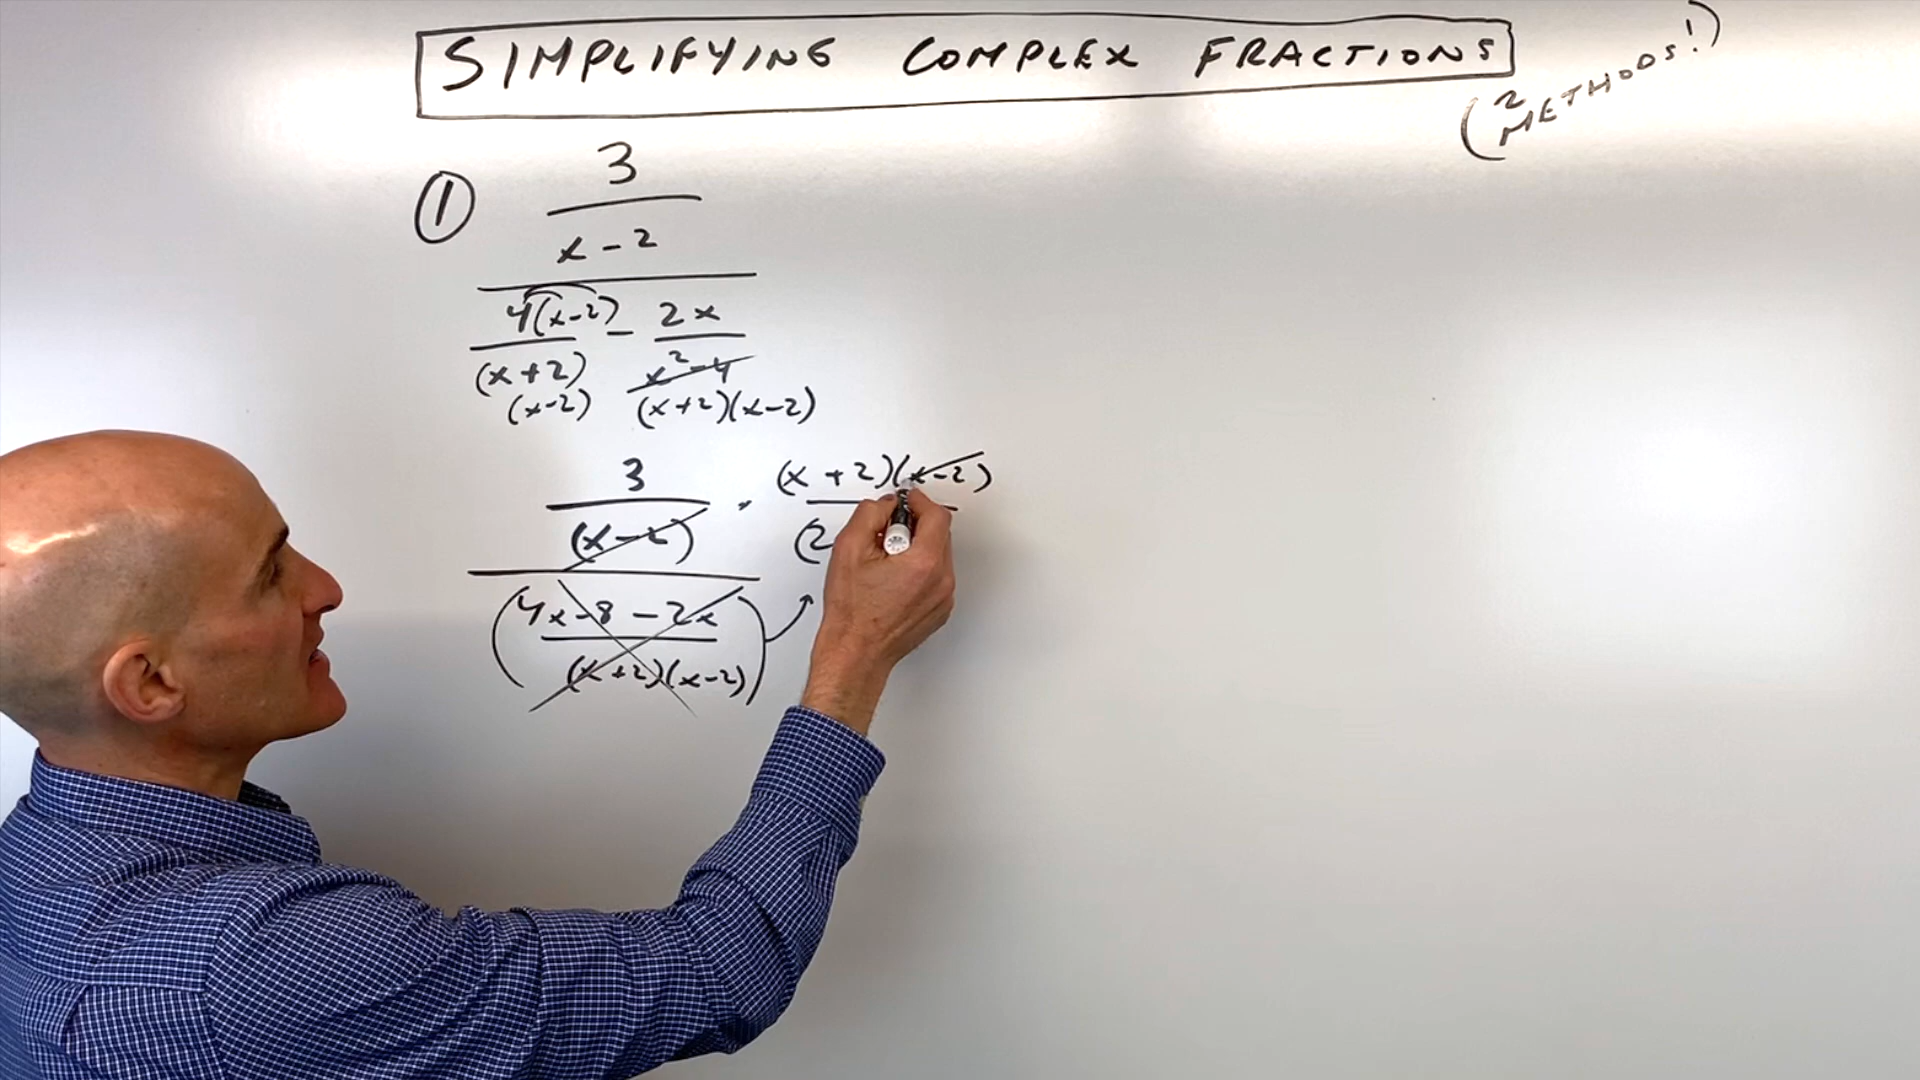 SIMPLIFYING COMPLEX FRACTIONS
(2 METHODS!)
① 3
x-2
4(x-2) - 2x
(x+2) x²-4
(x-2) (x+2)(x-2)
3 · (x+2)(x-2)
(x-2) (2
(4x-8-2x
(x+2)(x-2))